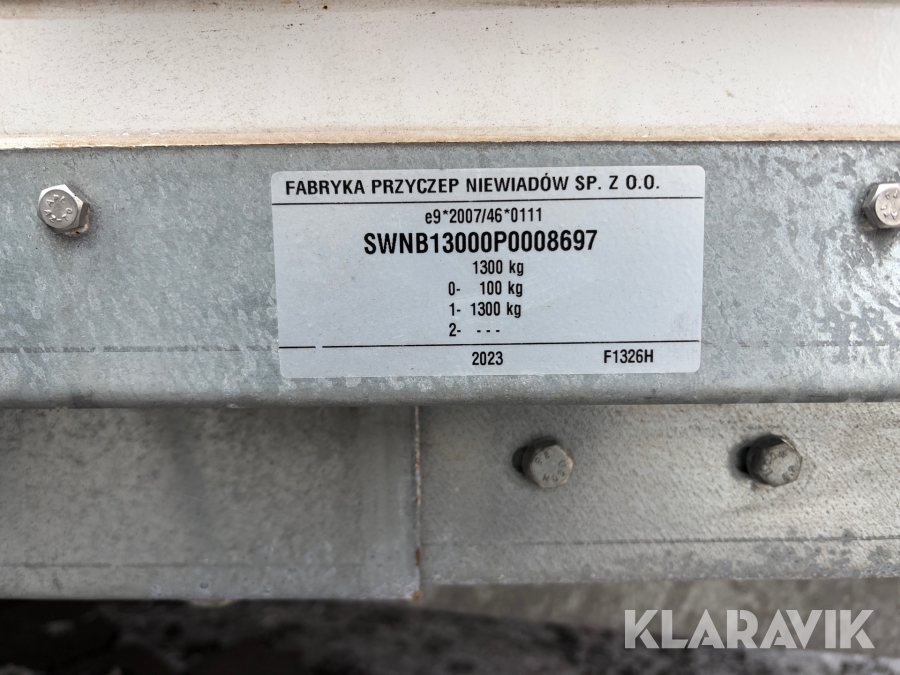 FABRYKA PRZYCZEP NIEWIADÓW SP. Z O.O.
e9*2007/46*0111
SWNB13000P0008697
1300 kg
0- 100 kg
1- 1300 kg
2- ---
2023 F1326H
KLARAVIK